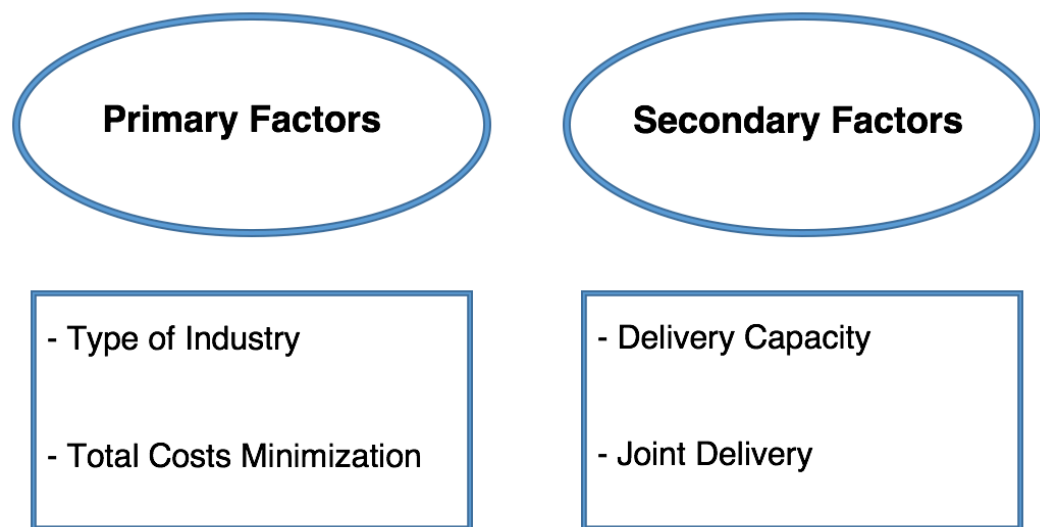 Primary Factors
- Type of Industry
- Total Costs Minimization
Secondary Factors
- Delivery Capacity
- Joint Delivery